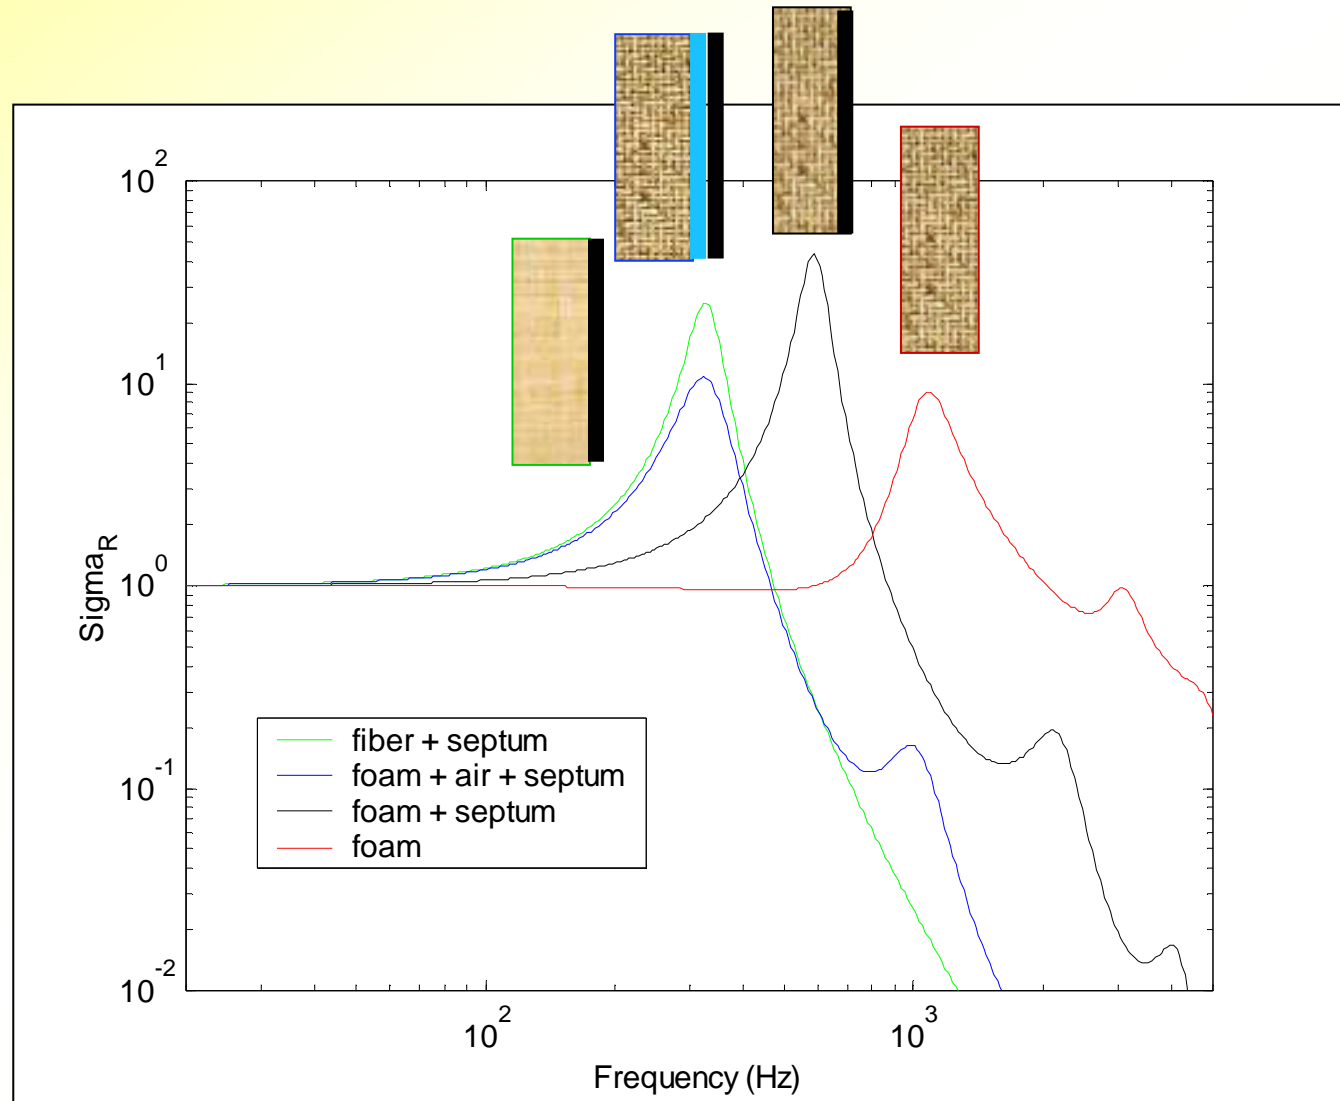 10^2
10^1
10^0
10^-1
10^-2
Sigma_R
fiber + septum
foam + air + septum
foam + septum
foam
10^2
10^3
Frequency (Hz)